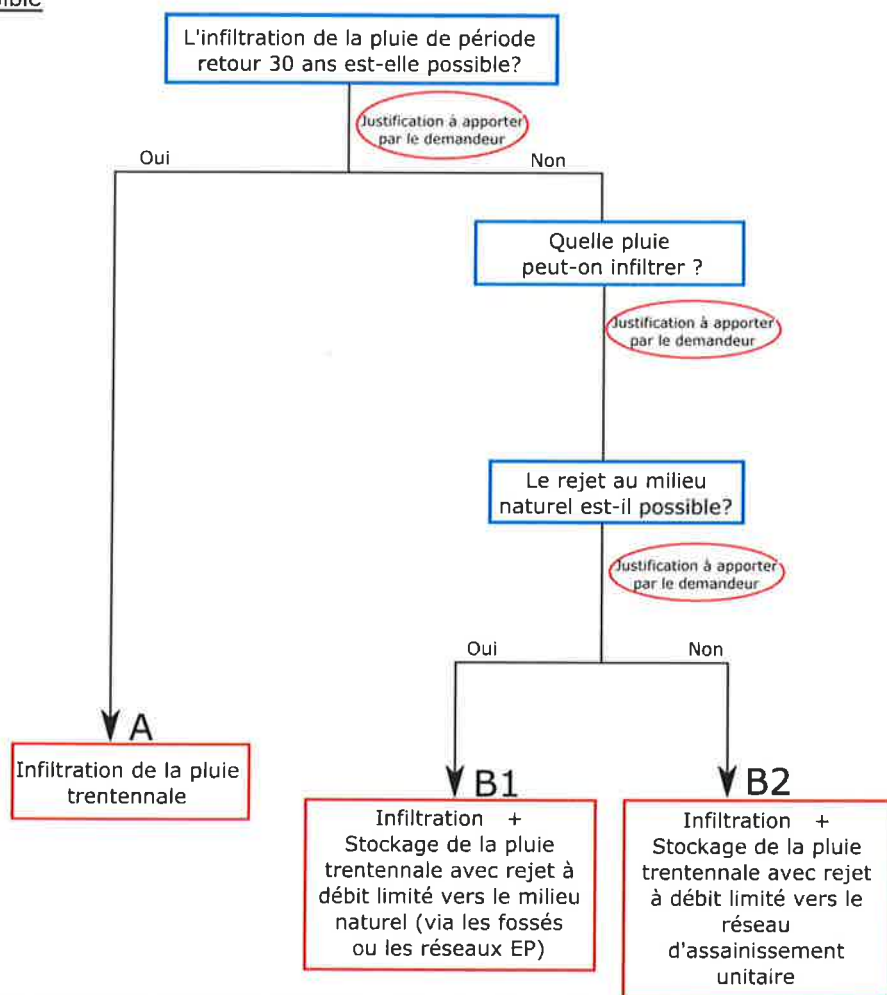 L'infiltration de la pluie de période
retour 30 ans est-elle possible?
Justification à apporter
par le demandeur
Oui
Non
Quelle pluie
peut-on infiltrer ?
Justification à apporter
par le demandeur
Le rejet au milieu
naturel est-il possible?
Justification à apporter
par le demandeur
Oui
Non
A
Infiltration de la pluie
trentennale
B1
Infiltration +
Stockage de la pluie
trentennale avec rejet à
débit limité vers le milieu
naturel (via les fossés
ou les réseaux EP)
B2
Infiltration +
Stockage de la pluie
trentennale avec rejet
à débit limité vers le
réseau
d'assainissement
unitaire